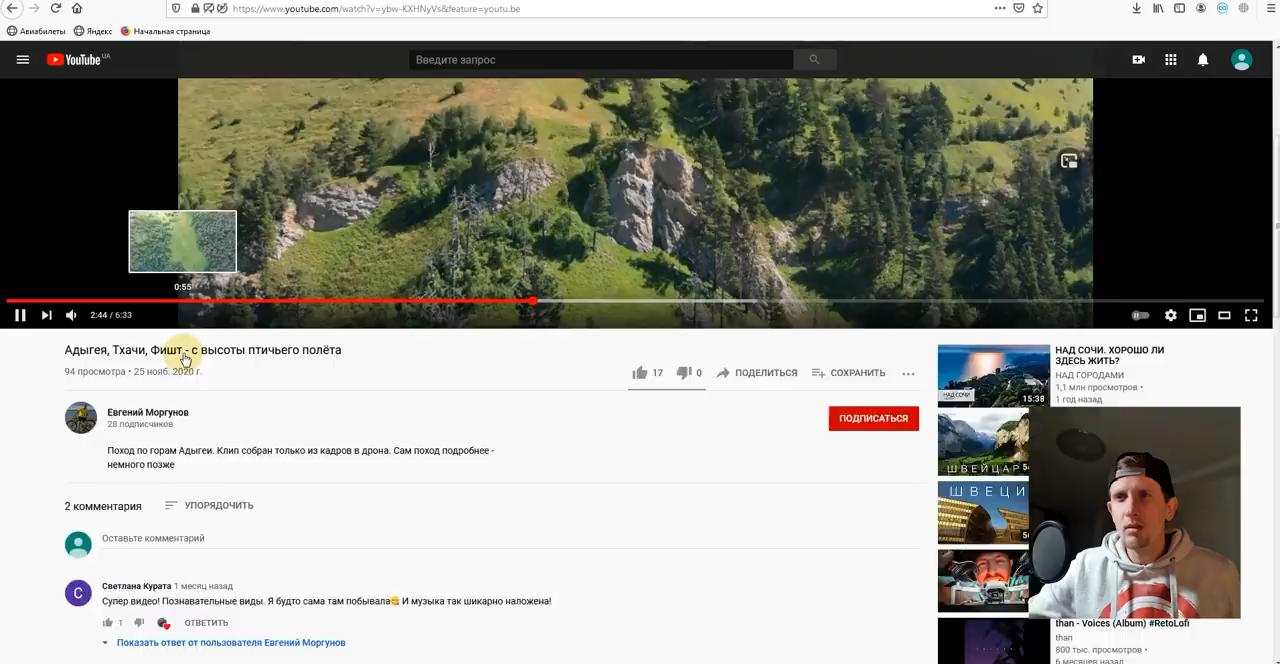 https://www.youtube.com/watch?v=ybw-KXHNyVs&feature=youtu.be
Авиабилеты Яндекс Начальная страница
YouTube UA
Введите запрос
0:55
2:44 / 6:33
Адыгея, Тхачи, Фишт - с высоты птичьего полёта
94 просмотра • 25 нояб. 2020 г.
17 0 ПОДЕЛИТЬСЯ СОХРАНИТЬ
Евгений Моргунов
28 подписчиков
ПОДПИСАТЬСЯ
Поход по горам Адыгеи. Клип собран только из кадров в дрона. Сам поход подробнее -
немного позже
2 комментария УПОРЯДОЧИТЬ
Оставьте комментарий
С
Светлана Курата 1 месяц назад
Супер видео! Познавательные виды. Я будто сама там побывала😋 И музыка так шикарно наложена!
1 ОТВЕТИТЬ
Показать ответ от пользователя Евгений Моргунов
НАД СОЧИ
15:38
НАД СОЧИ. ХОРОШО ЛИ
ЗДЕСЬ ЖИТЬ?
НАД ГОРОДАМИ
1,1 млн просмотров •
1 год назад
ШВЕЙЦАР
ШВЕЦИ
than - Voices (Album) #RetoLofi
than
800 тыс. просмотров •
6 месяцев назад